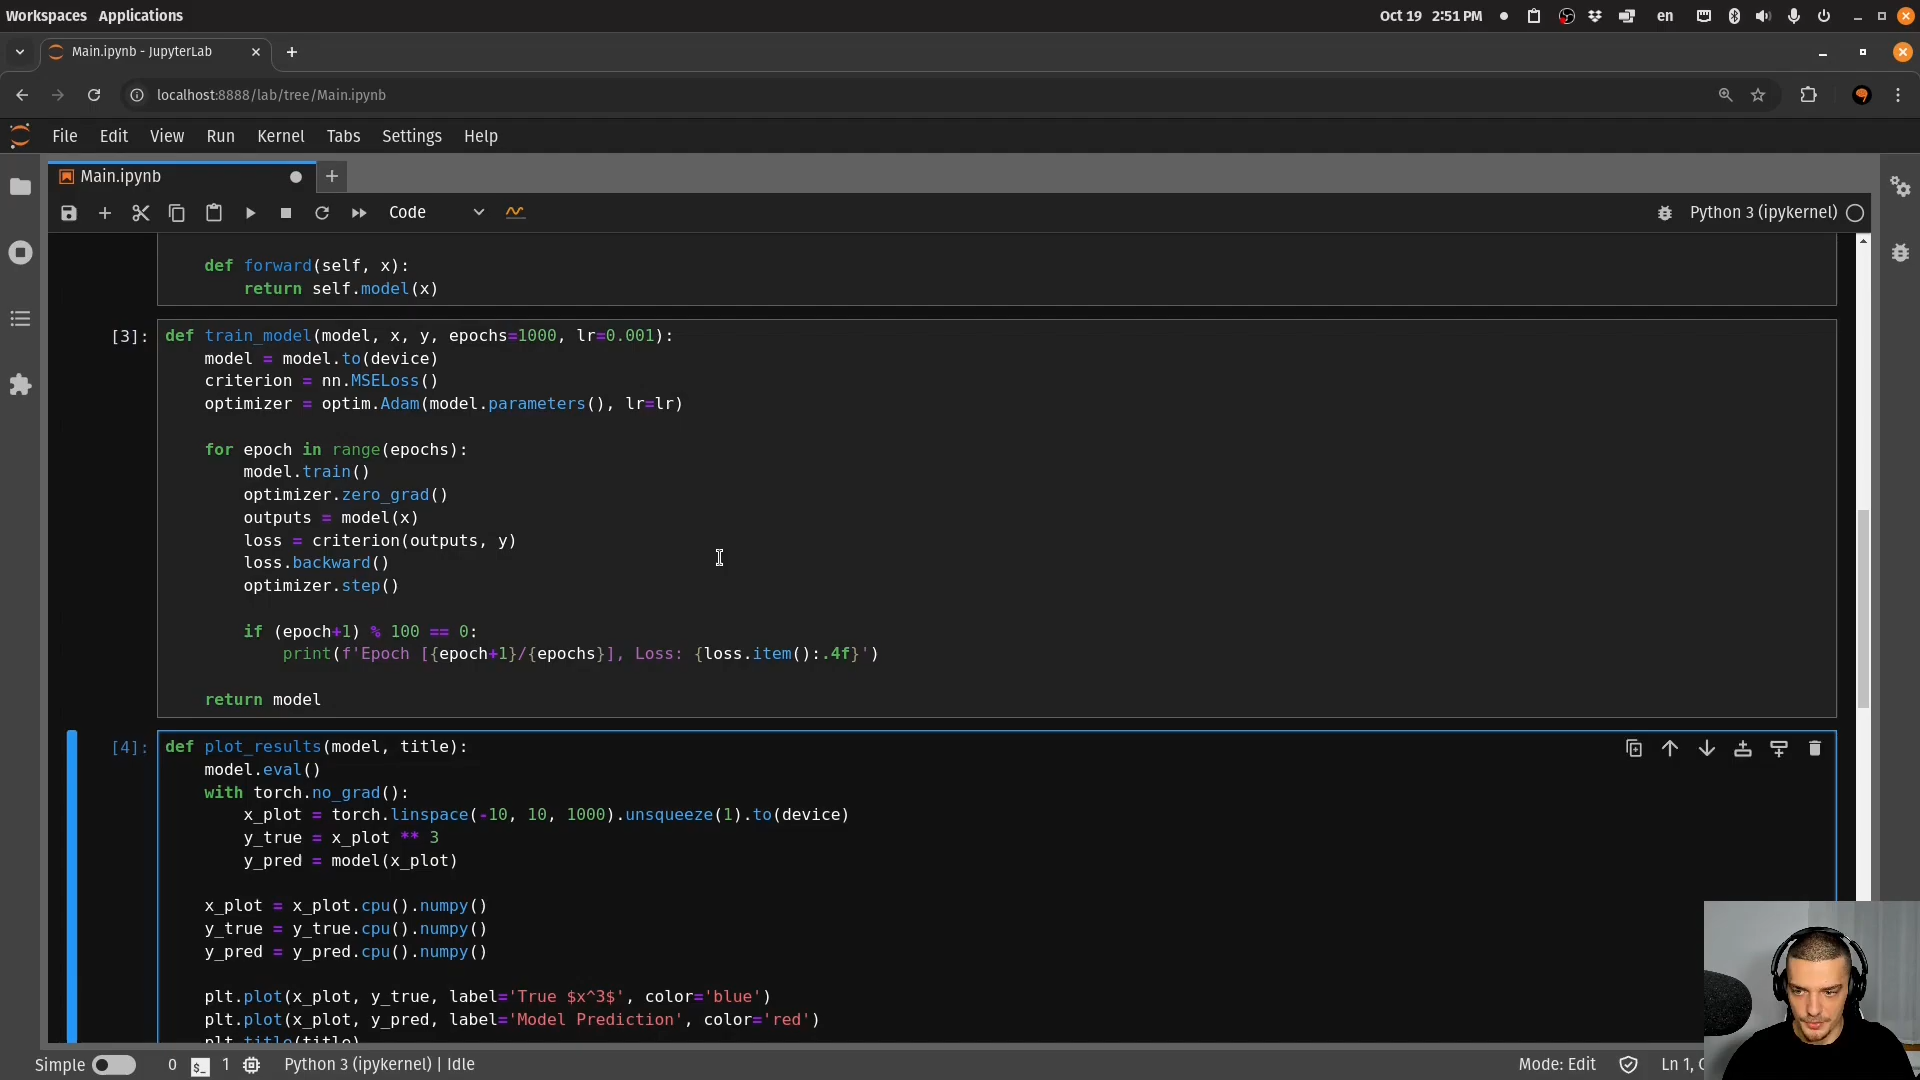 Workspaces Applications
Oct 19 2:51 PM
en
Main.ipynb - JupyterLab
localhost:8888/lab/tree/Main.ipynb
File Edit View Run Kernel Tabs Settings Help
Main.ipynb
Code
Python 3 (ipykernel)
def forward(self, x):
return self.model(x)
[3]: def train_model(model, x, y, epochs=1000, lr=0.001):
model = model.to(device)
criterion = nn.MSELoss()
optimizer = optim.Adam(model.parameters(), lr=lr)
for epoch in range(epochs):
model.train()
optimizer.zero_grad()
outputs = model(x)
loss = criterion(outputs, y)
loss.backward()
optimizer.step()
if (epoch+1) % 100 == 0:
print(f'Epoch [{epoch+1}/{epochs}], Loss: {loss.item():.4f}')
return model
[4]: def plot_results(model, title):
model.eval()
with torch.no_grad():
x_plot = torch.linspace(-10, 10, 1000).unsqueeze(1).to(device)
y_true = x_plot ** 3
y_pred = model(x_plot)
x_plot = x_plot.cpu().numpy()
y_true = y_true.cpu().numpy()
y_pred = y_pred.cpu().numpy()
plt.plot(x_plot, y_true, label='True $x^3$', color='blue')
plt.plot(x_plot, y_pred, label='Model Prediction', color='red')
plt.title(title)
Simple 0 $_ 1 Python 3 (ipykernel) | Idle
Mode: Edit Ln 1,